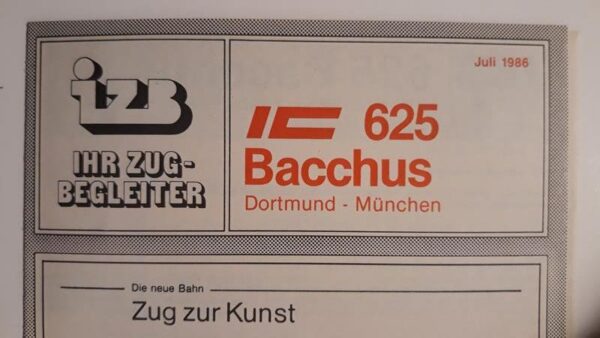 izb
IHR ZUG-
BEGLEITER
Juli 1986
IC 625
Bacchus
Dortmund - München
Die neue Bahn
Zug zur Kunst